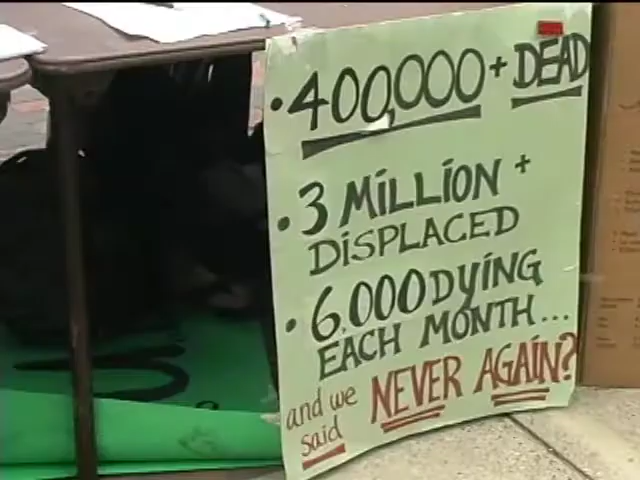 • 400,000+ DEAD
• 3 MiLLiON +
DiSPLACED
• 6,000 DYiNG
EACH MONTH...
and we NEVER AGAiN?
said